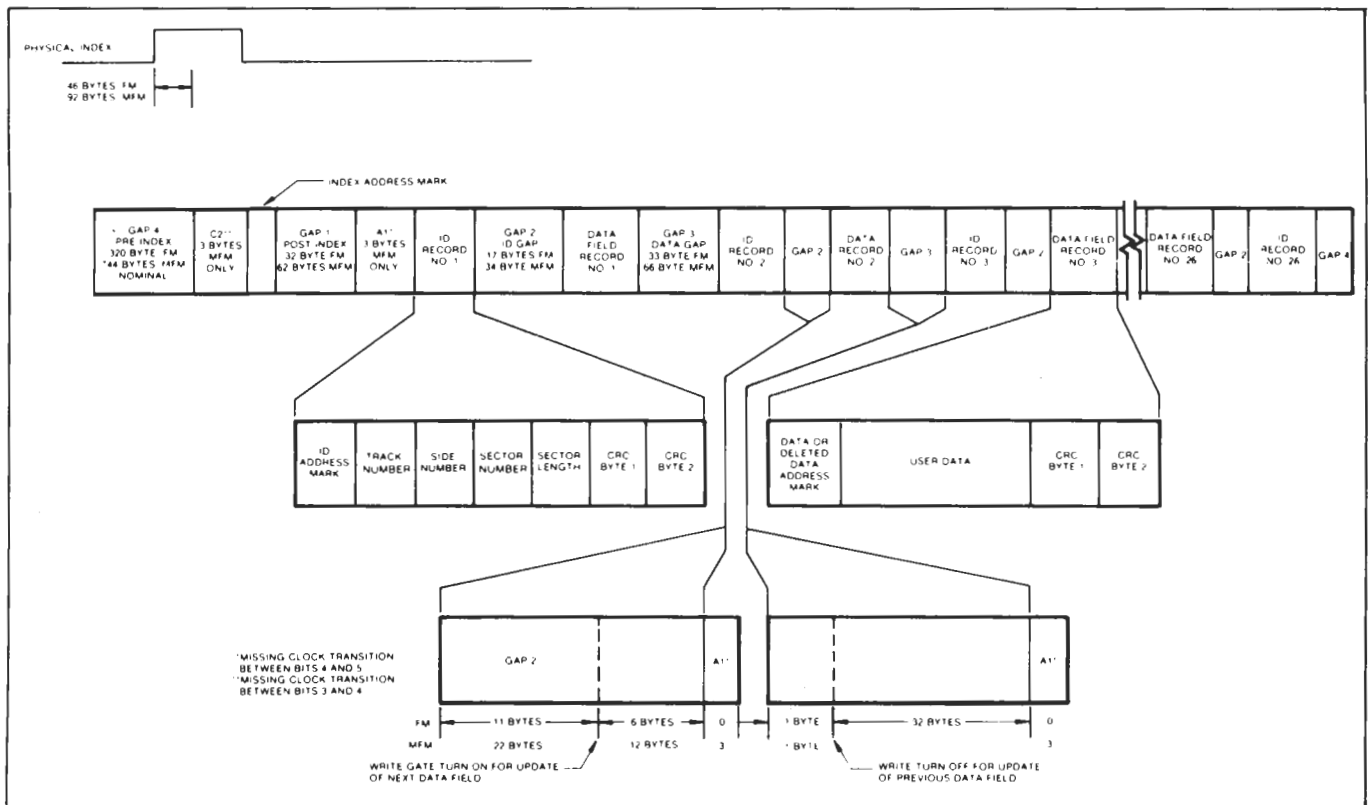 PHYSICAL INDEX
46 BYTES FM
92 BYTES MFM
INDEX ADDRESS MARK
GAP 4
PRE INDEX
320 BYTE FM
MFM
NOMINAL
C2**
3 BYTES
MFM
ONLY
GAP 1
POST INDEX
32 BYTE FM
62 BYTES MFM
A1*
3 BYTES
MFM
ONLY
ID
RECORD
NO. 1
GAP 2
ID GAP
17 BYTES FM
34 BYTE MFM
DATA
FIELD
RECORD
NO. 1
GAP 3
DATA GAP
33 BYTE FM
66 BYTE MFM
ID
RECORD
NO. 2
GAP 2
DATA
RECORD
NO. 2
GAP 3
ID
RECORD
NO. 3
GAP 2
DATA FIELD
RECORD
NO. 3
DATA FIELD
RECORD
NO. 26
GAP 2
ID
RECORD
NO. 26
GAP 4
ID
ADDRESS
MARK
TRACK
NUMBER
SIDE
NUMBER
SECTOR
NUMBER
SECTOR
LENGTH
CRC
BYTE 1
CRC
BYTE 2
DATA OR
DELETED
DATA
ADDRESS
MARK
USER DATA
CRC
BYTE 1
CRC
BYTE 2
*MISSING CLOCK TRANSITION
BETWEEN BITS 4 AND 5
**MISSING CLOCK TRANSITION
BETWEEN BITS 3 AND 4
GAP 2
A1*
A1*
FM 11 BYTES 6 BYTES 0 1 BYTE 32 BYTES 0
MFM 22 BYTES 12 BYTES 3 BYTE 3
WRITE GATE TURN ON FOR UPDATE
OF NEXT DATA FIELD
WRITE TURN OFF FOR UPDATE
OF PREVIOUS DATA FIELD